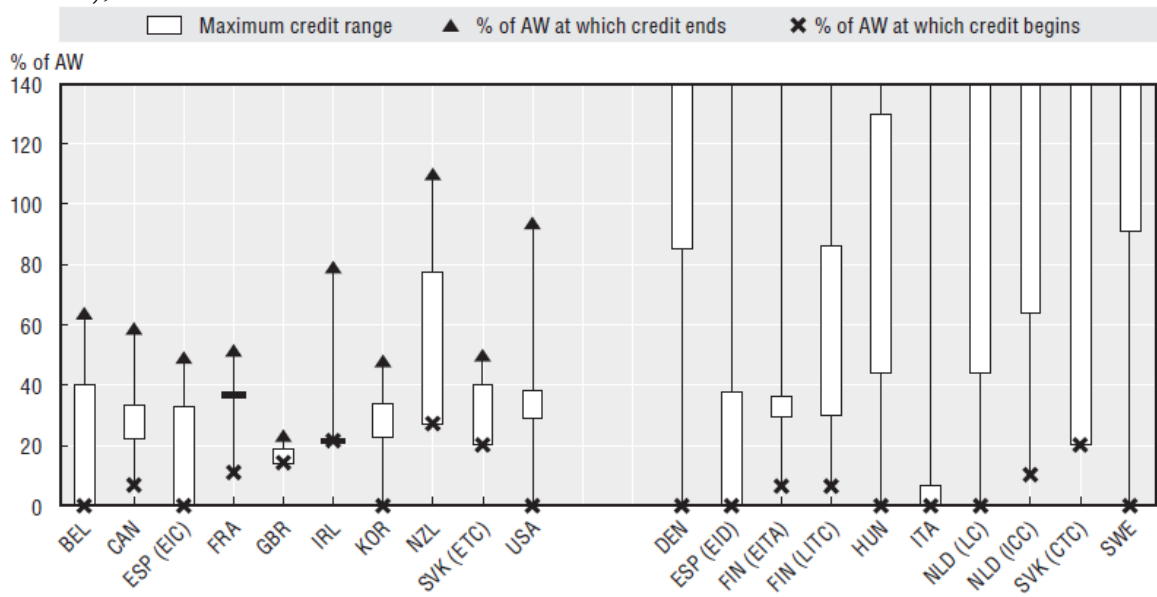 Maximum credit range % of AW at which credit ends % of AW at which credit begins
% of AW
140
120
100
80
60
40
20
0
BEL CAN ESP (EIC) FRA GBR IRL KOR NZL SVK (ETC) USA DEN ESP (EID) FIN (EITA) FIN (LITC) HUN ITA NLD (LC) NLD (ICC) SVK (CTC) SWE